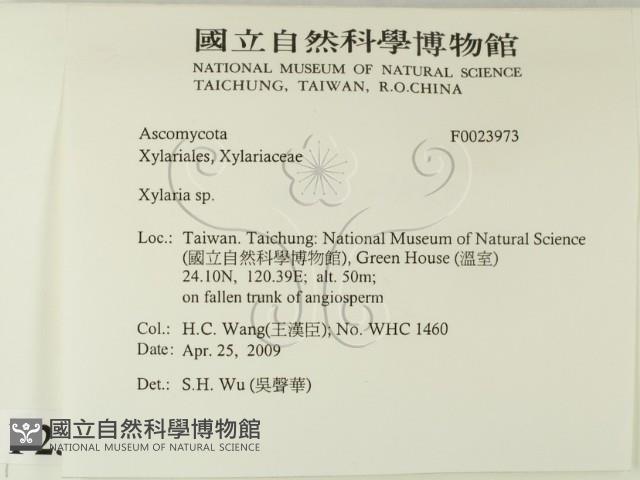 國立自然科學博物館
NATIONAL MUSEUM OF NATURAL SCIENCE
TAICHUNG, TAIWAN, R.O.CHINA
Ascomycota F0023973
Xylariales, Xylariaceae
Xylaria sp.
Loc.: Taiwan. Taichung: National Museum of Natural Science
(國立自然科學博物館), Green House (溫室)
24.10N, 120.39E; alt. 50m;
on fallen trunk of angiosperm
Col.: H.C. Wang(王漢臣); No. WHC 1460
Date: Apr. 25, 2009
Det.: S.H. Wu (吳聲華)
國立自然科學博物館
NATIONAL MUSEUM OF NATURAL SCIENCE